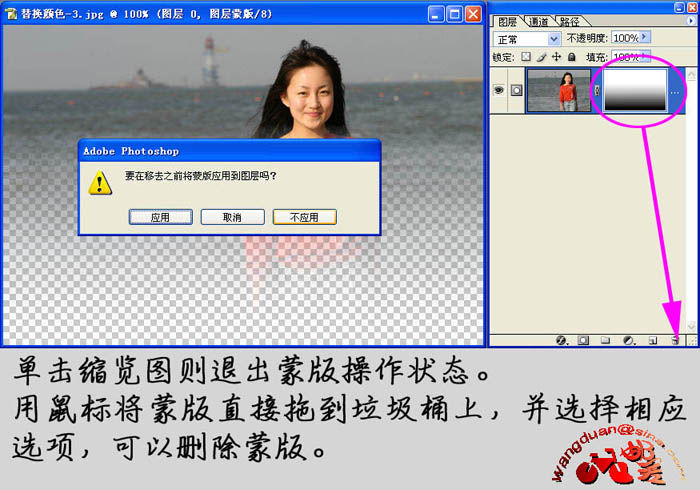 替换颜色-3.jpg @ 100% (图层 0, 图层蒙版/8)
图层 通道 路径
正常 不透明度: 100%
锁定: 填充: 100%
Adobe Photoshop
要在移去之前将蒙版应用到图层吗?
应用 取消 不应用
单击缩览图则退出蒙版操作状态。
用鼠标将蒙版直接拖到垃圾桶上，并选择相应
选项，可以删除蒙版。